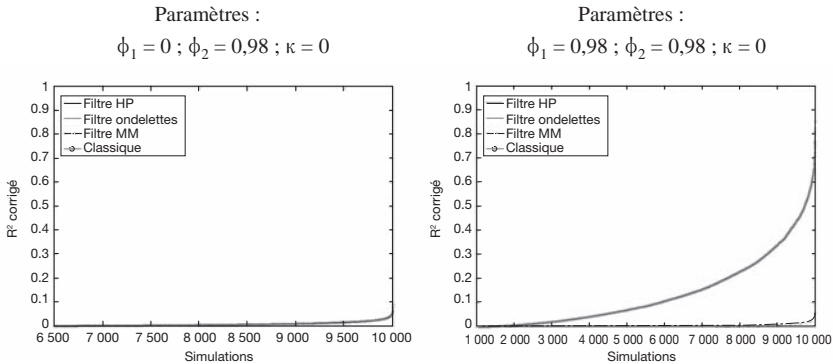 Paramètres :
ϕ1 = 0 ; ϕ2 = 0,98 ; κ = 0
1
0.9
0.8
0.7
0.6
0.5
0.4
0.3
0.2
0.1
0
R² corrigé
Filtre HP
Filtre ondelettes
Filtre MM
Classique
6 500 7 000 7 500 8 000 8 500 9 000 9 500 10 000
Simulations
Paramètres :
ϕ1 = 0,98 ; ϕ2 = 0,98 ; κ = 0
1
0.9
0.8
0.7
0.6
0.5
0.4
0.3
0.2
0.1
0
R² corrigé
Filtre HP
Filtre ondelettes
Filtre MM
Classique
1 000 2 000 3 000 4 000 5 000 6 000 7 000 8 000 9 000 10 000
Simulations